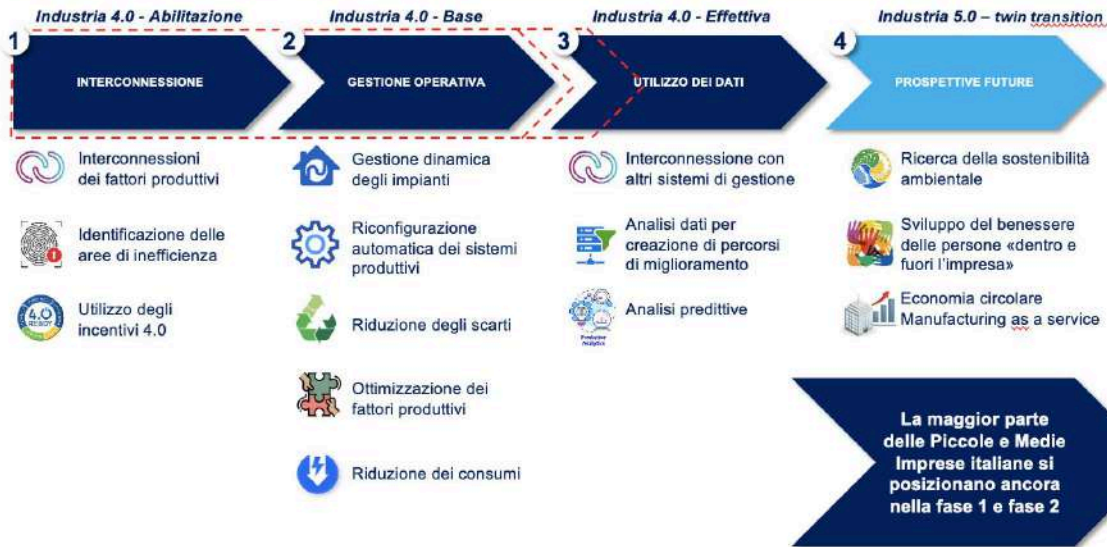 Industria 4.0 - Abilitazione
1
INTERCONNESSIONE
Interconnessioni
dei fattori produttivi
Identificazione delle
aree di inefficienza
4.0
READY
Utilizzo degli
incentivi 4.0
Industria 4.0 - Base
2
GESTIONE OPERATIVA
Gestione dinamica
degli impianti
Riconfigurazione
automatica dei sistemi
produttivi
Riduzione degli scarti
Ottimizzazione dei
fattori produttivi
Riduzione dei consumi
Industria 4.0 - Effettiva
3
UTILIZZO DEI DATI
Interconnessione con
altri sistemi di gestione
Analisi dati per
creazione di percorsi
di miglioramento
Analisi predittive
Industria 5.0 – twin transition
4
PROSPETTIVE FUTURE
Ricerca della sostenibilità
ambientale
Sviluppo del benessere
delle persone «dentro e
fuori l'impresa»
Economia circolare
Manufacturing as a service
La maggior parte
delle Piccole e Medie
Imprese italiane si
posizionano ancora
nella fase 1 e fase 2